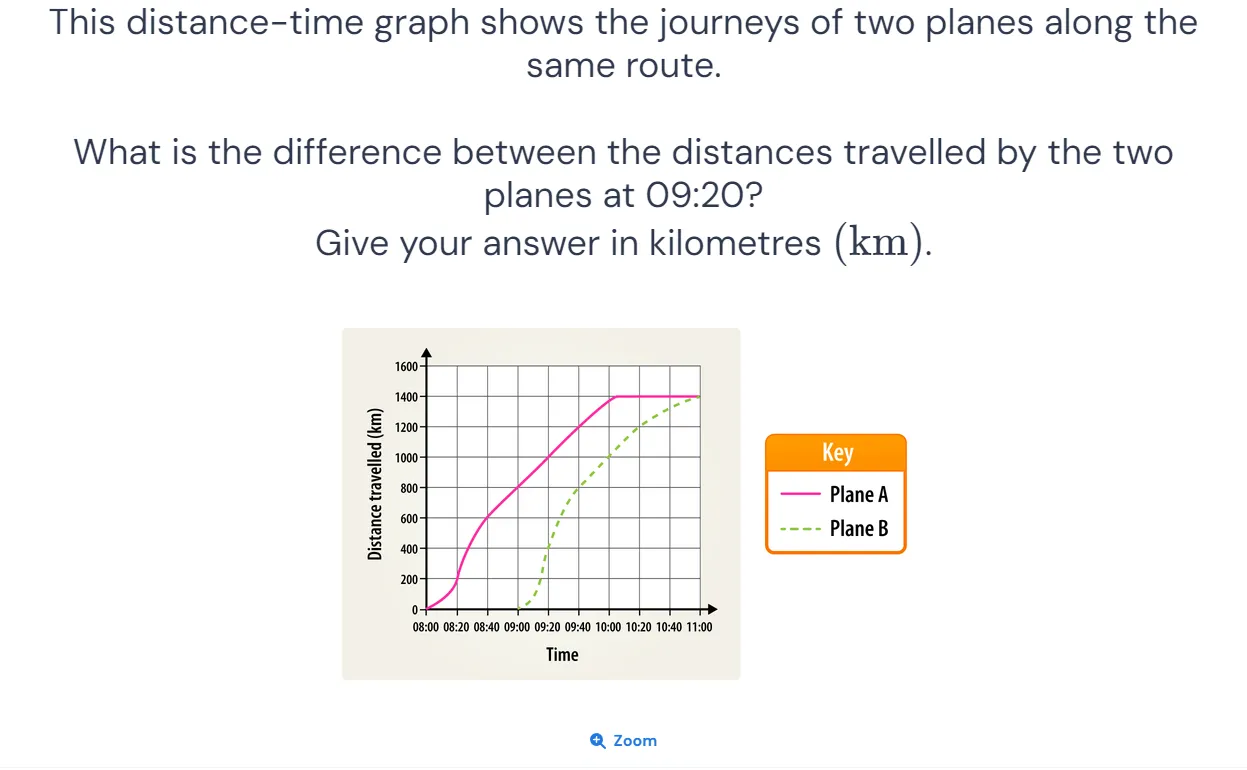 This distance-time graph shows the journeys of two planes along the
same route.
What is the difference between the distances travelled by the two
planes at 09:20?
Give your answer in kilometres (km).
1600
1400
1200
1000
800
600
400
200
0
Distance travelled (km)
08:00 08:20 08:40 09:00 09:20 09:40 10:00 10:20 10:40 11:00
Time
Key
Plane A
Plane B
Zoom